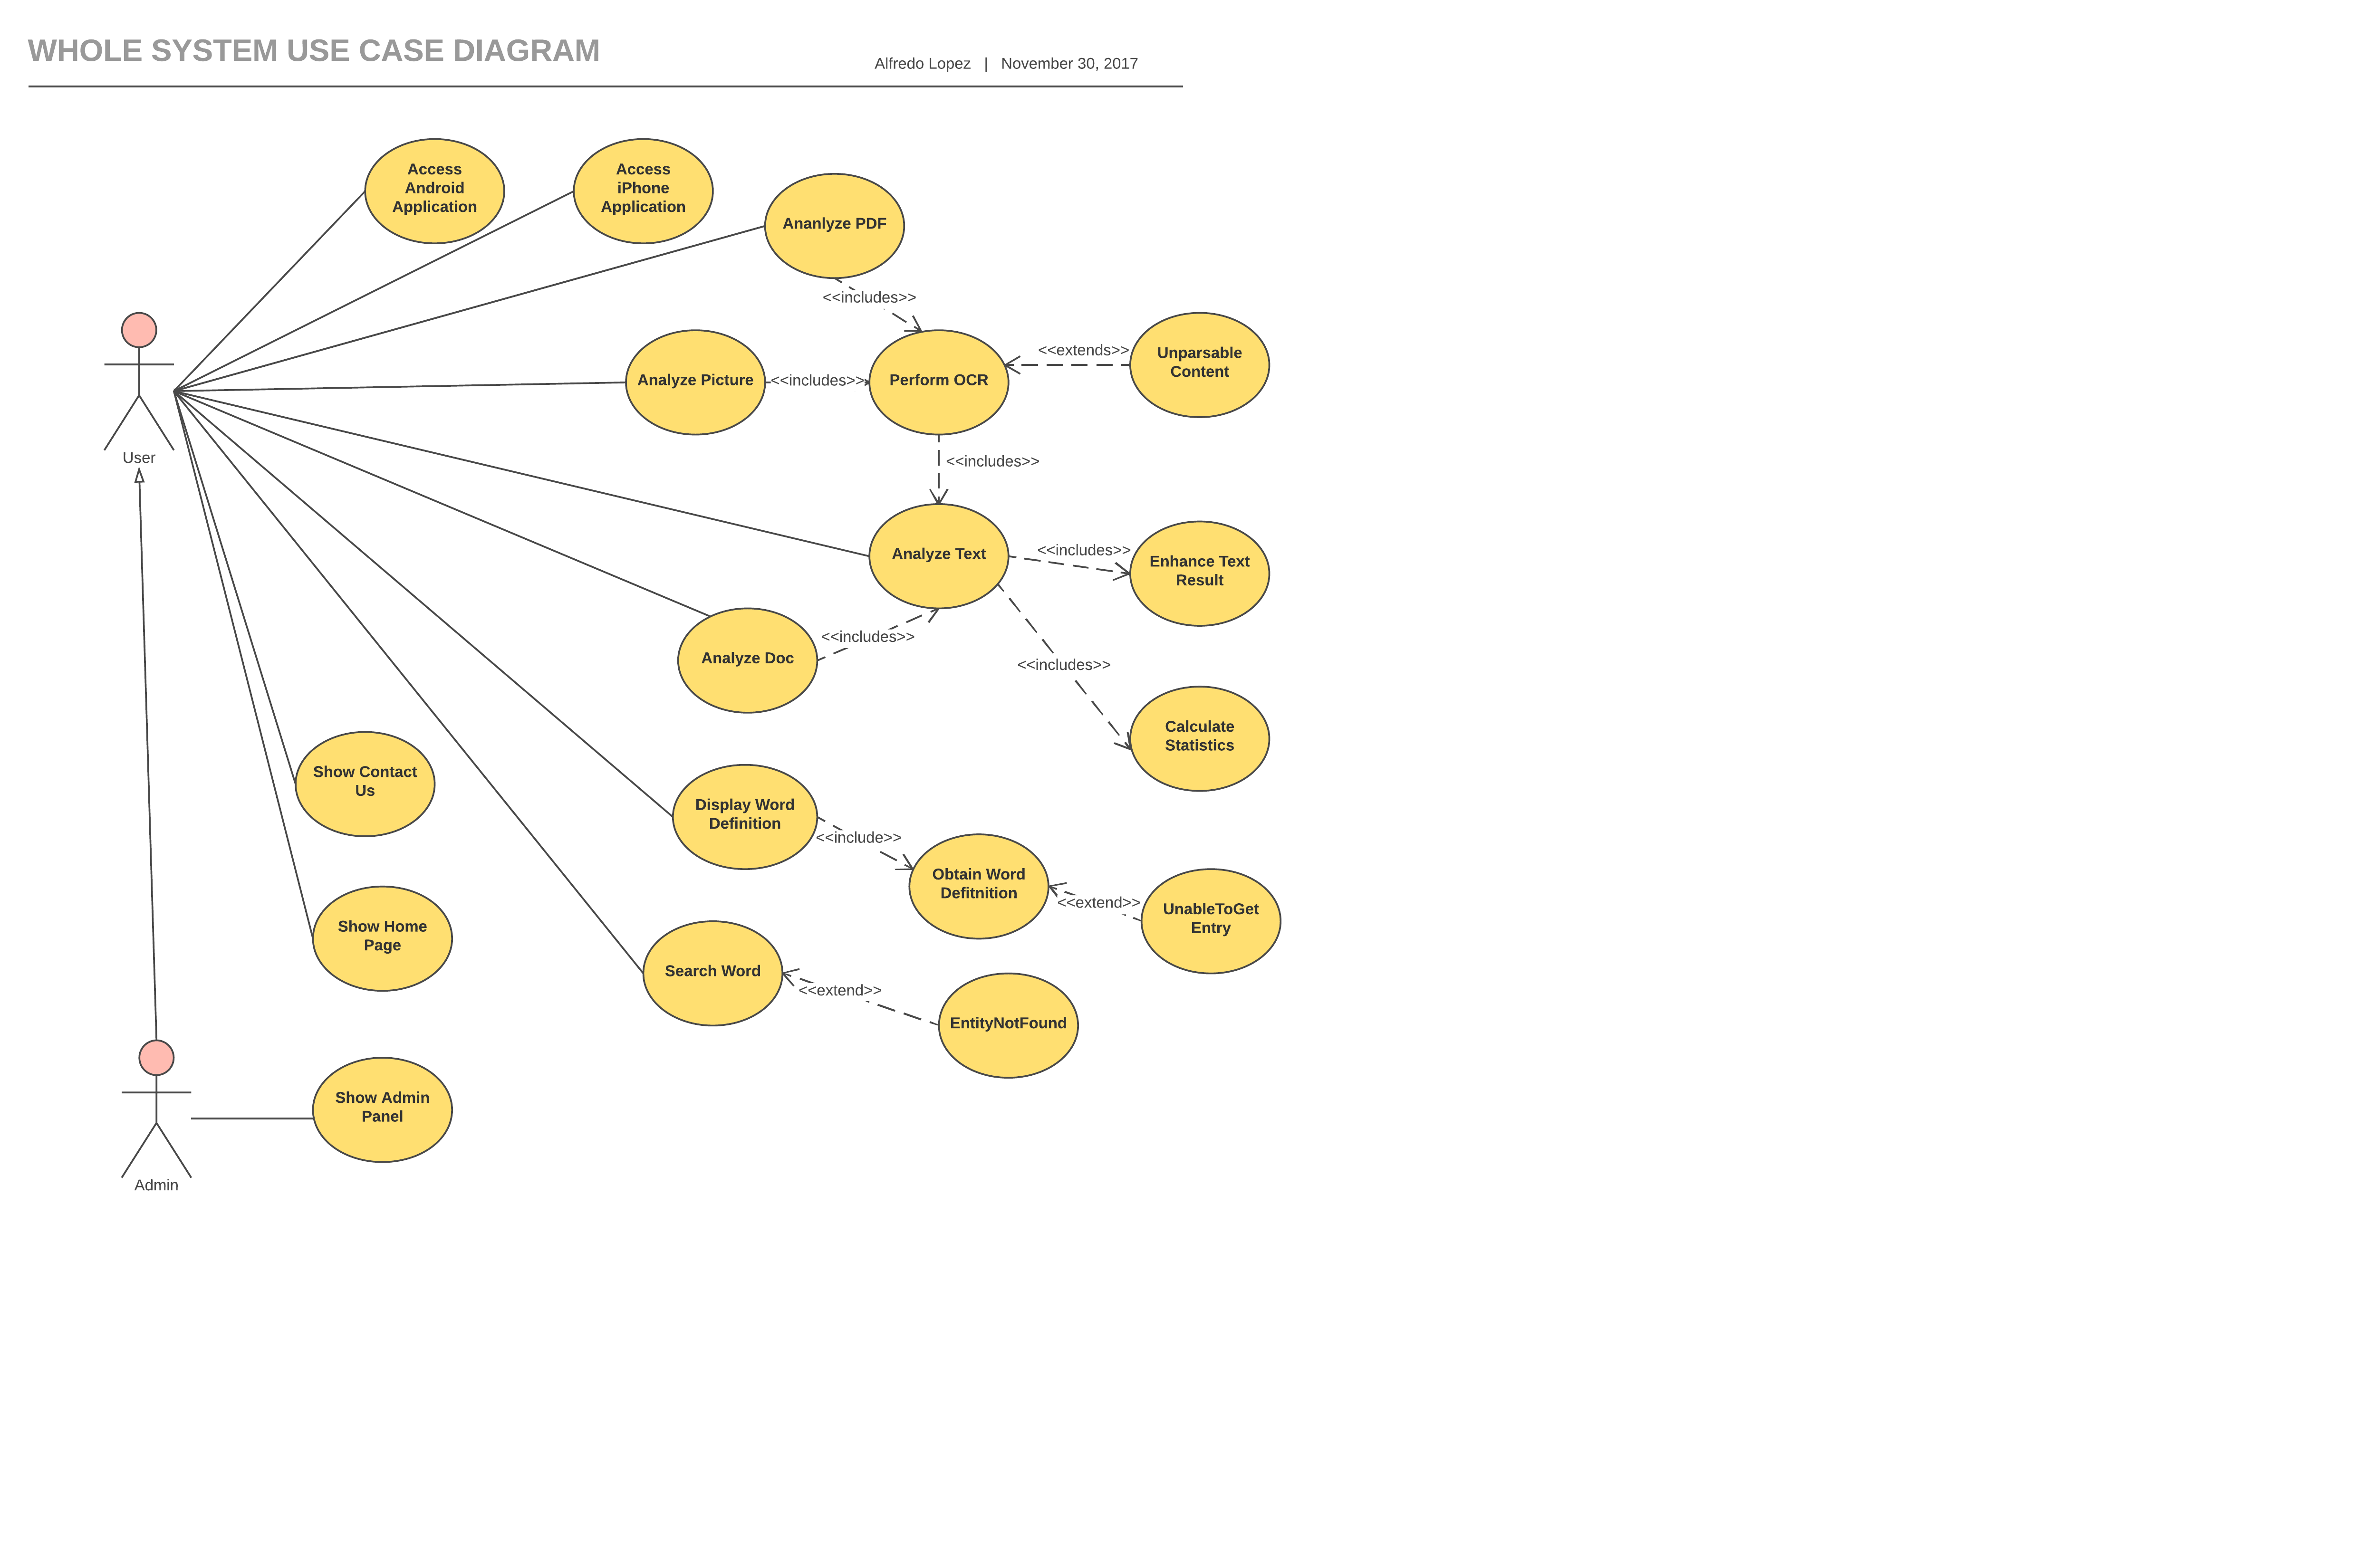 WHOLE SYSTEM USE CASE DIAGRAM
Alfredo Lopez | November 30, 2017
Access
Android
Application
Access
iPhone
Application
Ananlyze PDF
<<includes>>
<<extends>>
Unparsable
Content
Analyze Picture
<<includes>>
Perform OCR
User
<<includes>>
Analyze Text
<<includes>>
Enhance Text
Result
<<includes>>
Analyze Doc
<<includes>>
Calculate
Statistics
Show Contact
Us
Display Word
Definition
<<include>>
Obtain Word
Defitnition
<<extend>>
UnableToGet
Entry
Show Home
Page
Search Word
<<extend>>
EntityNotFound
Show Admin
Panel
Admin